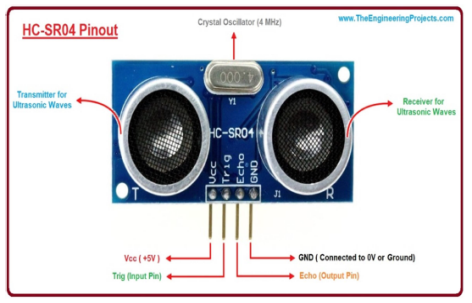 HC-SR04 Pinout
Crystal Oscillator (4 MHz)
www.TheEngineeringProjects.com
Transmitter for
Ultrasonic Waves
Receiver for
Ultrasonic Waves
Y1
HC-SR04
Vcc
Trig
Echo
GND
T
J1
R
Vcc ( +5V )
GND ( Connected to 0V or Ground)
Trig (Input Pin)
Echo (Output Pin)